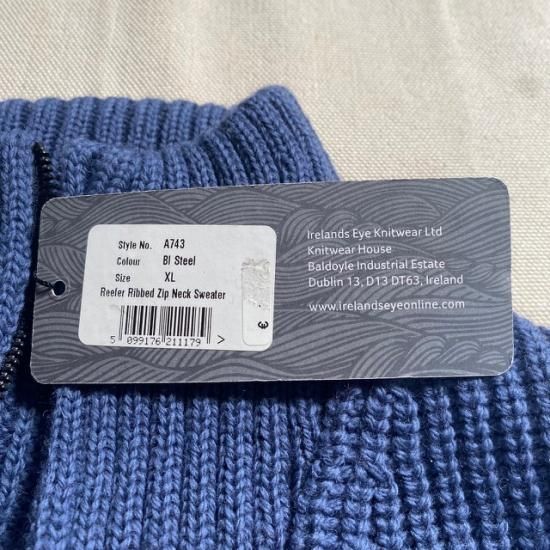 Style No. A743
Colour Bl Steel
Size XL
Reefer Ribbed Zip Neck Sweater
5 099176 211179 >
3
Irelands Eye Knitwear Ltd
Knitwear House
Baldoyle Industrial Estate
Dublin 13, D13 DT63, Ireland
www.irelandseyeonline.com